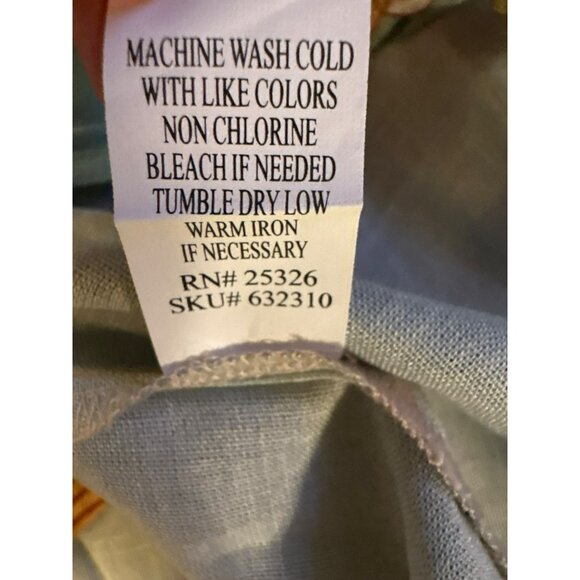 MACHINE WASH COLD
WITH LIKE COLORS
NON CHLORINE
BLEACH IF NEEDED
TUMBLE DRY LOW
WARM IRON
IF NECESSARY
RN# 25326
SKU# 632310